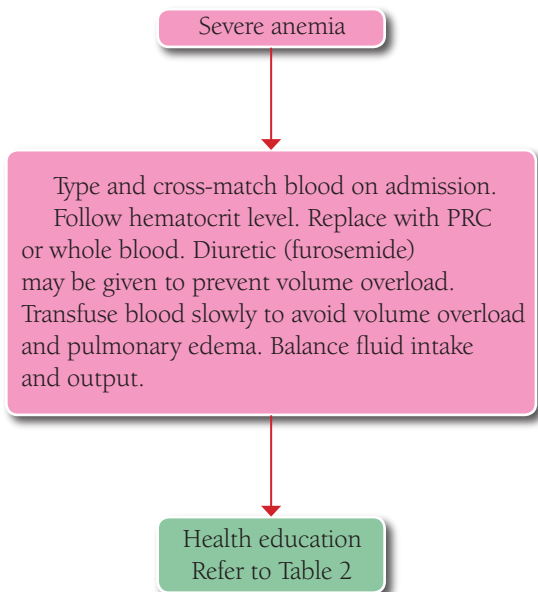 Severe anemia
Type and cross-match blood on admission.
Follow hematocrit level. Replace with PRC
or whole blood. Diuretic (furosemide)
may be given to prevent volume overload.
Transfuse blood slowly to avoid volume overload
and pulmonary edema. Balance fluid intake
and output.
Health education
Refer to Table 2